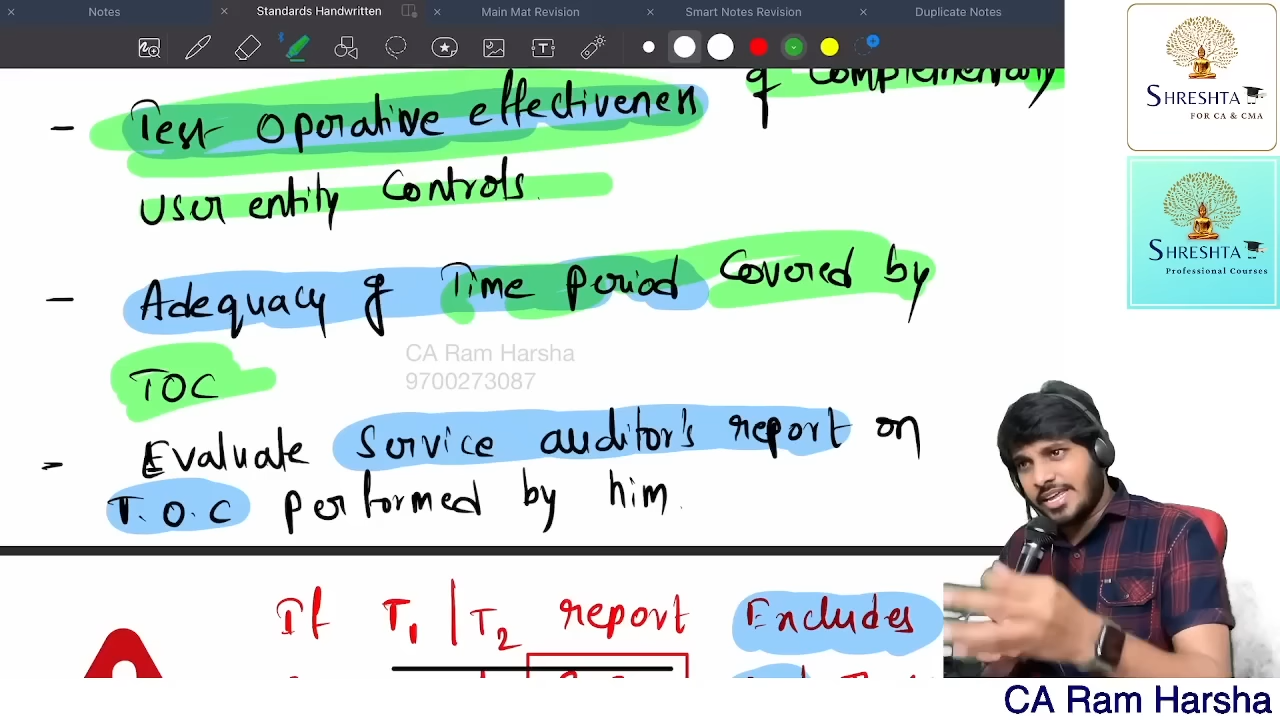 Notes
Standards Handwritten
Main Mat Revision
Smart Notes Revision
Duplicate Notes
- Test operative effectiveness of complementary
user entity Controls.
- Adequacy of Time period Covered by
TOC
CA Ram Harsha
9700273087
- Evaluate service auditor's report on
T.O.C performed by him.
If T1 | T2 report Excludes
SHRESHTA
FOR CA & CMA
SHRESHTA
Professional Courses
CA Ram Harsha